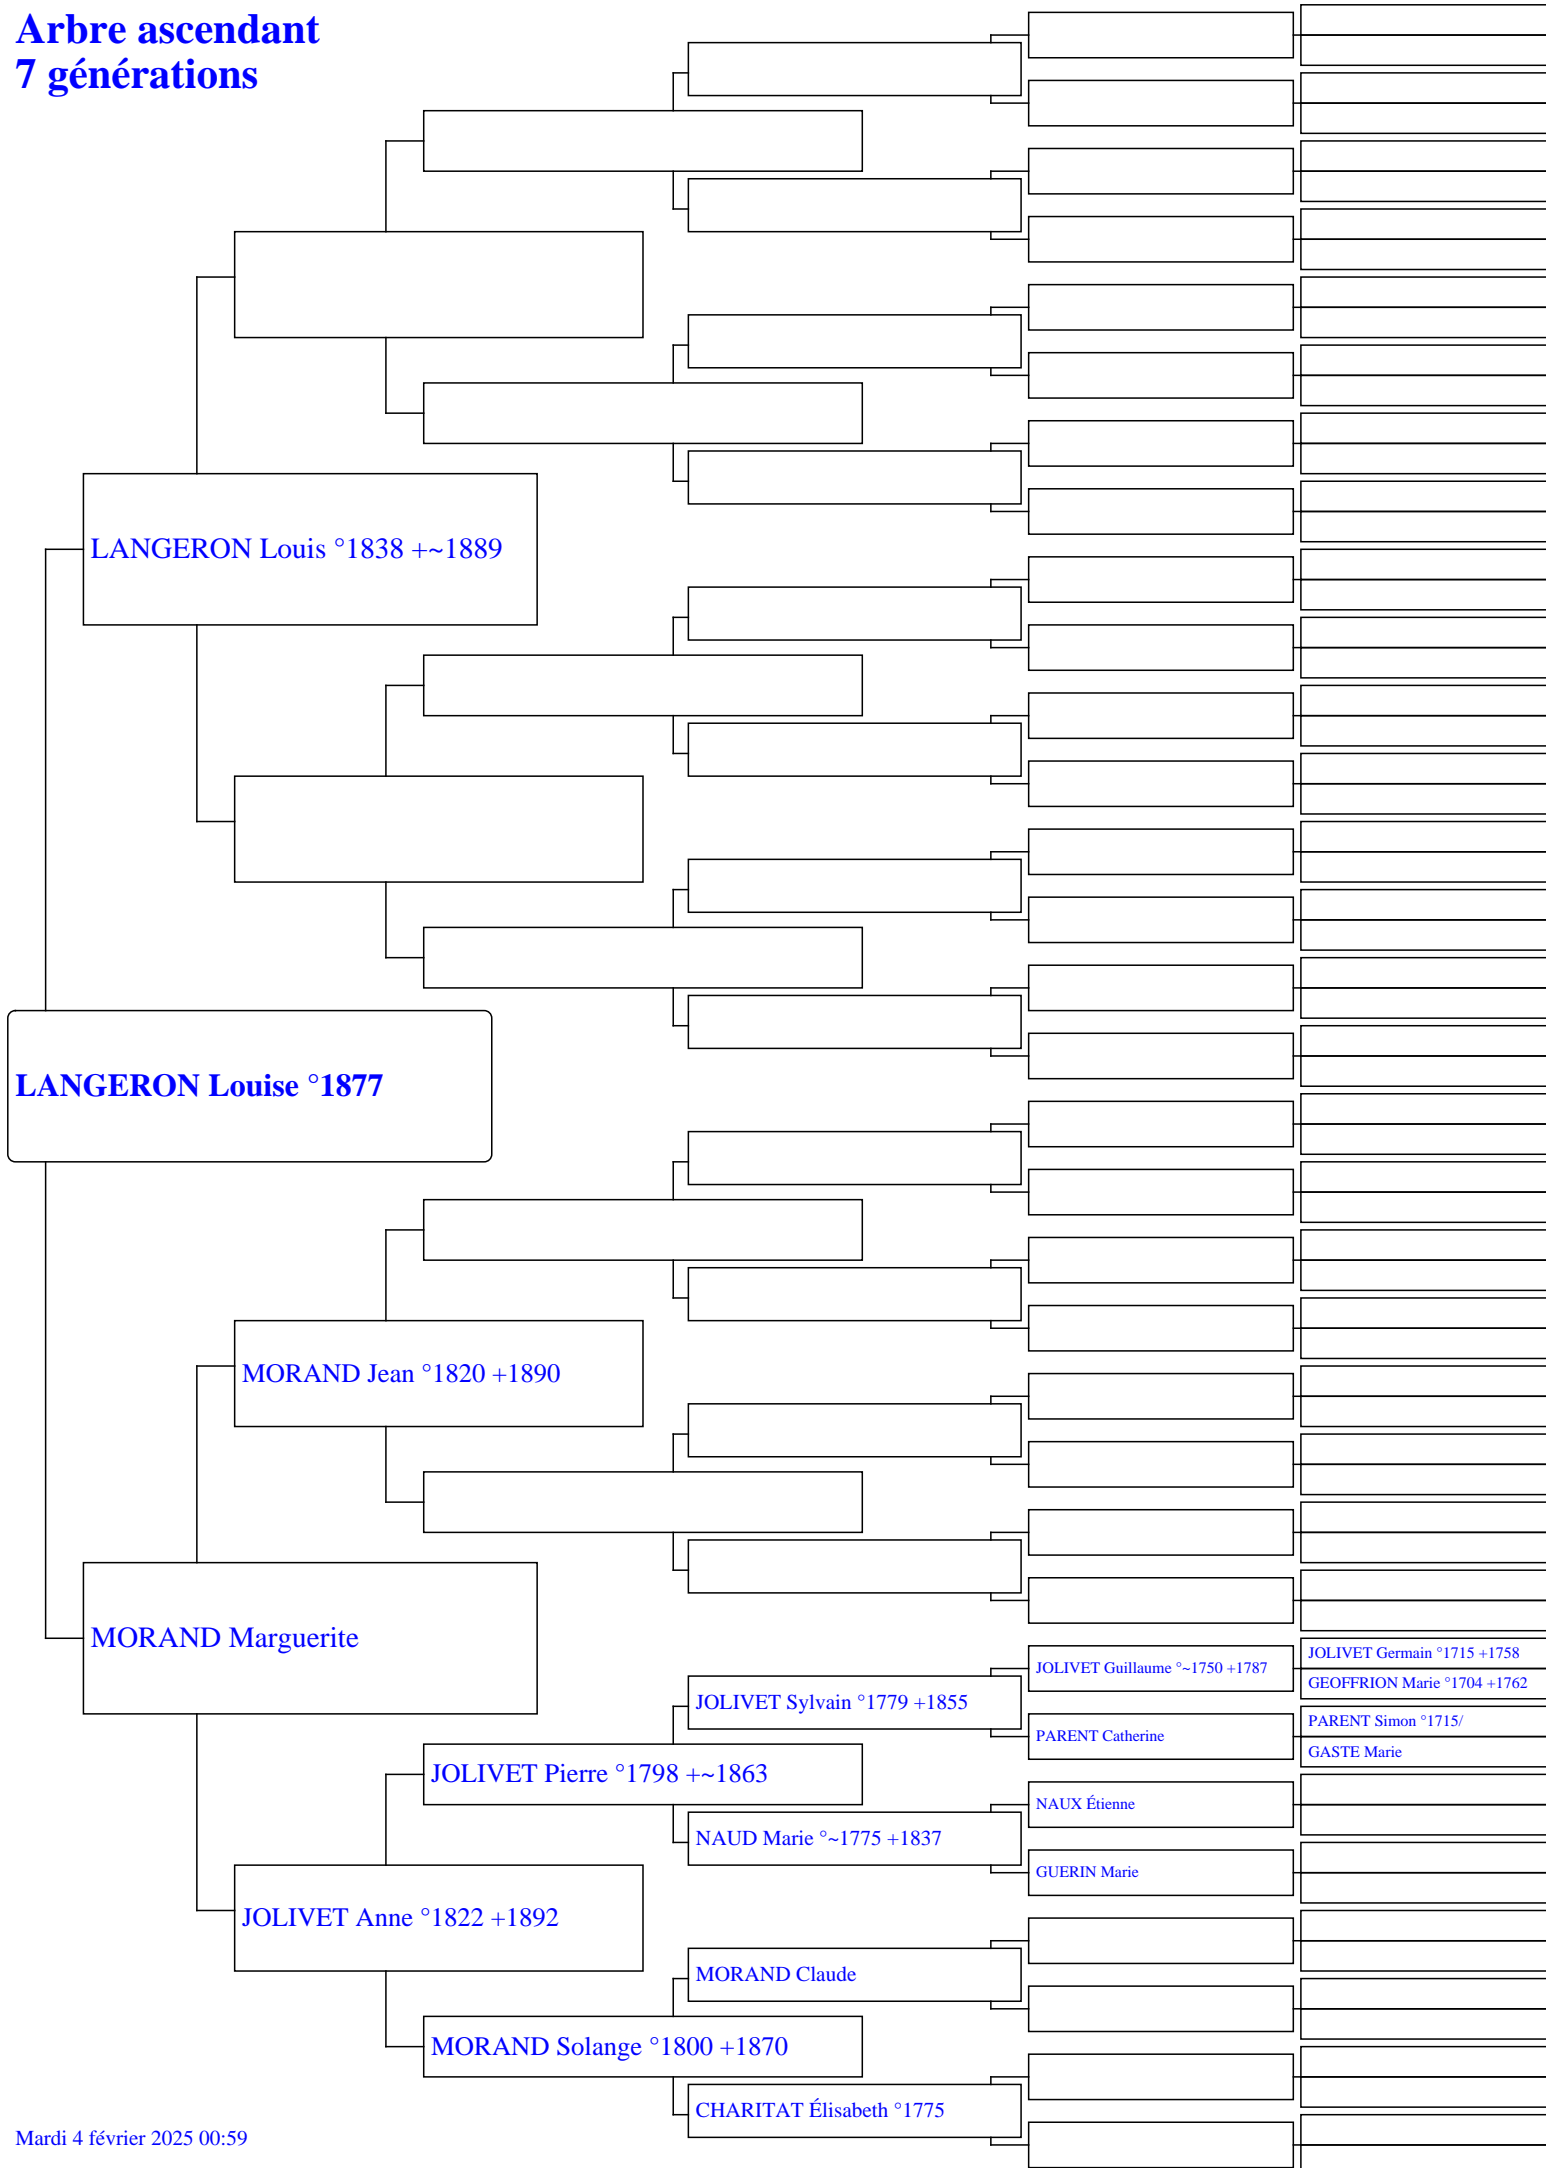 Arbre ascendant
7 générations
LANGERON Louis °1838 +~1889
LANGERON Louise °1877
MORAND Jean °1820 +1890
MORAND Marguerite
JOLIVET Guillaume °~1750 +1787
JOLIVET Germain °1715 +1758
GEOFFRION Marie °1704 +1762
JOLIVET Sylvain °1779 +1855
PARENT Catherine
PARENT Simon °1715/
GASTE Marie
JOLIVET Pierre °1798 +~1863
NAUX Étienne
NAUD Marie °~1775 +1837
GUERIN Marie
JOLIVET Anne °1822 +1892
MORAND Claude
MORAND Solange °1800 +1870
CHARITAT Élisabeth °1775
Mardi 4 février 2025 00:59